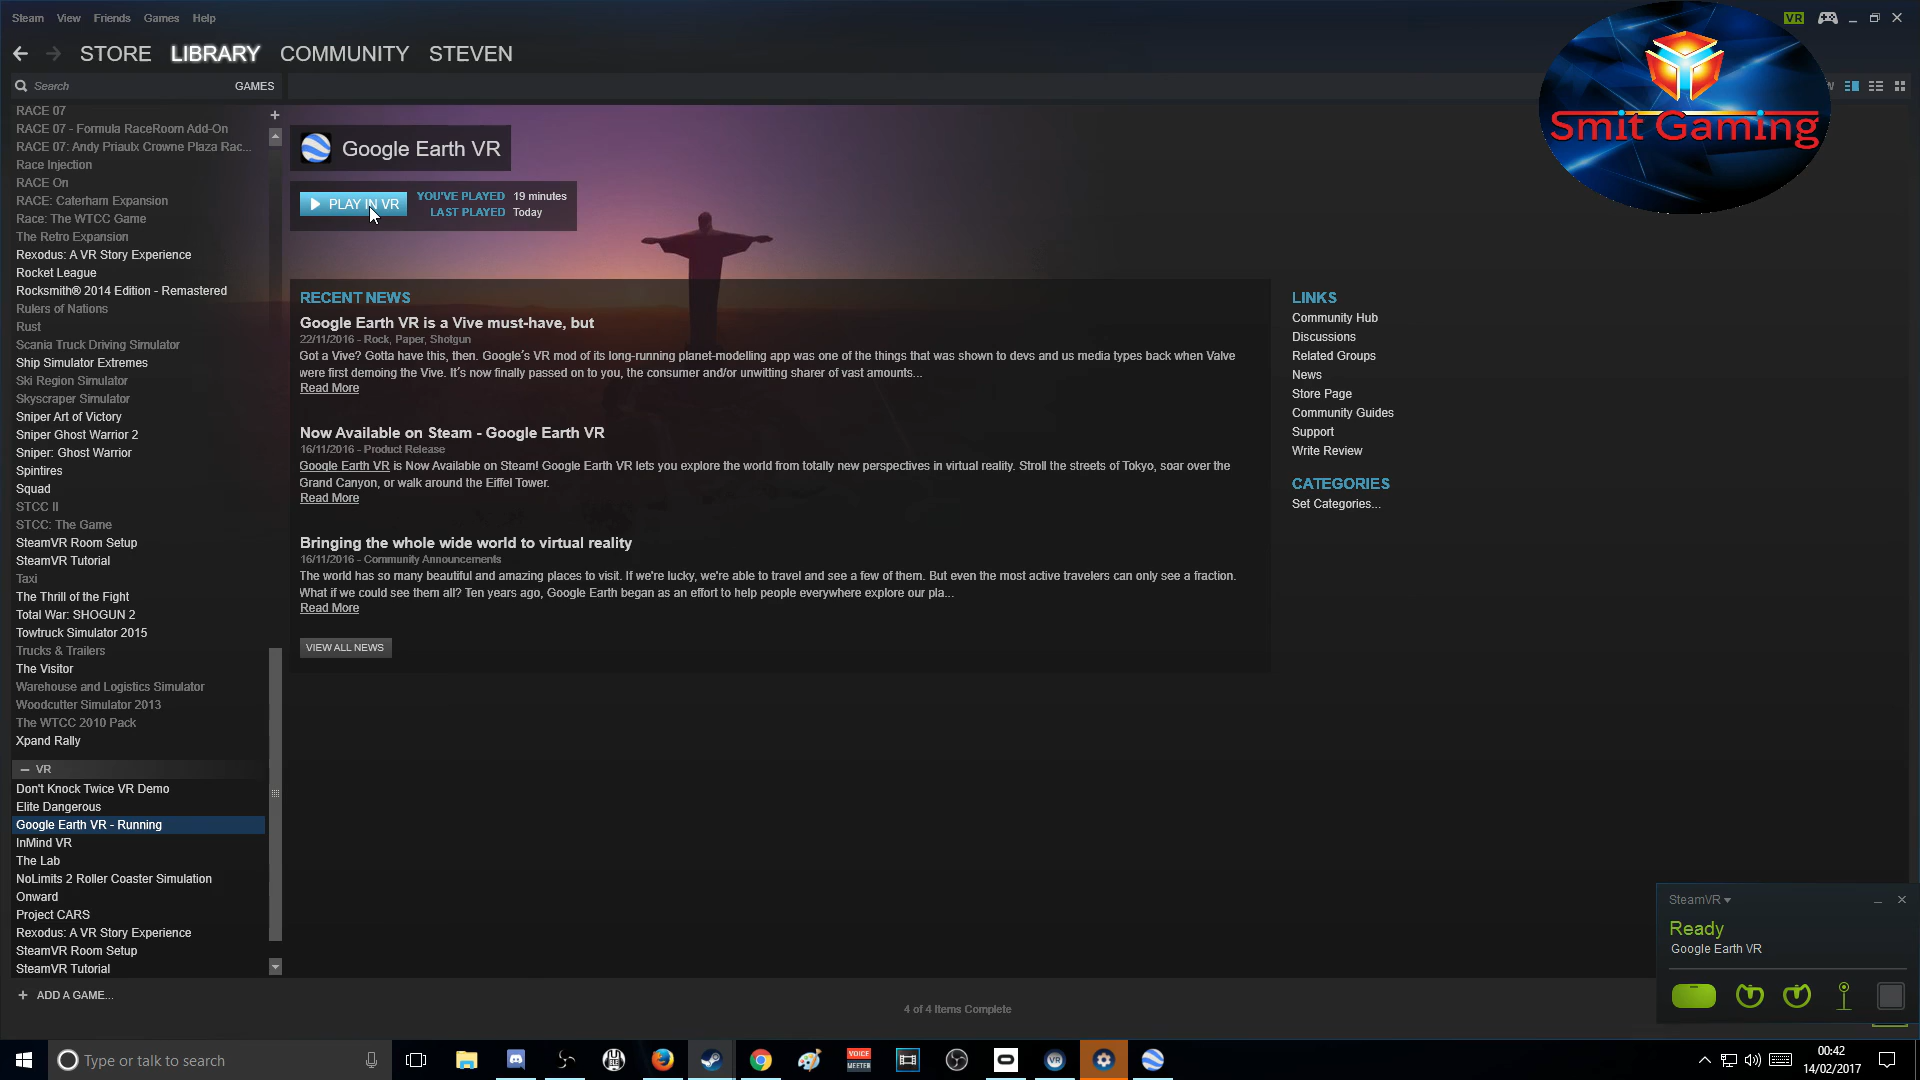 Steam View Friends Games Help
VR
STORE LIBRARY COMMUNITY STEVEN
Search GAMES
Smit Gaming
RACE 07
RACE 07 - Formula RaceRoom Add-On
RACE 07: Andy Priaulx Crowne Plaza Rac...
Race Injection
RACE On
RACE: Caterham Expansion
Race: The WTCC Game
The Retro Expansion
Rexodus: A VR Story Experience
Rocket League
Rocksmith® 2014 Edition - Remastered
Rulers of Nations
Rust
Scania Truck Driving Simulator
Ship Simulator Extremes
Ski Region Simulator
Skyscraper Simulator
Sniper Art of Victory
Sniper Ghost Warrior 2
Sniper: Ghost Warrior
Spintires
Squad
STCC II
STCC: The Game
SteamVR Room Setup
SteamVR Tutorial
Taxi
The Thrill of the Fight
Total War: SHOGUN 2
Towtruck Simulator 2015
Trucks & Trailers
The Visitor
Warehouse and Logistics Simulator
Woodcutter Simulator 2013
The WTCC 2010 Pack
Xpand Rally
VR
Don't Knock Twice VR Demo
Elite Dangerous
Google Earth VR - Running
InMind VR
The Lab
NoLimits 2 Roller Coaster Simulation
Onward
Project CARS
Rexodus: A VR Story Experience
SteamVR Room Setup
SteamVR Tutorial
ADD A GAME...
Google Earth VR
PLAY IN VR
YOU'VE PLAYED 19 minutes
LAST PLAYED Today
RECENT NEWS
Google Earth VR is a Vive must-have, but
22/11/2016 - Rock, Paper, Shotgun
Got a Vive? Gotta have this, then. Google's VR mod of its long-running planet-modelling app was one of the things that was shown to devs and us media types back when Valve
were first demoing the Vive. It's now finally passed on to you, the consumer and/or unwitting sharer of vast amounts...
Read More
Now Available on Steam - Google Earth VR
16/11/2016 - Product Release
Google Earth VR is Now Available on Steam! Google Earth VR lets you explore the world from totally new perspectives in virtual reality. Stroll the streets of Tokyo, soar over the
Grand Canyon, or walk around the Eiffel Tower.
Read More
Bringing the whole wide world to virtual reality
16/11/2016 - Community Announcements
The world has so many beautiful and amazing places to visit. If we're lucky, we're able to travel and see a few of them. But even the most active travelers can only see a fraction.
What if we could see them all? Ten years ago, Google Earth began as an effort to help people everywhere explore our pla...
Read More
VIEW ALL NEWS
LINKS
Community Hub
Discussions
Related Groups
News
Store Page
Community Guides
Support
Write Review
CATEGORIES
Set Categories...
4 of 4 Items Complete
SteamVR
Ready
Google Earth VR
Type or talk to search
VOICE
MEETER
VR
00:42
14/02/2017